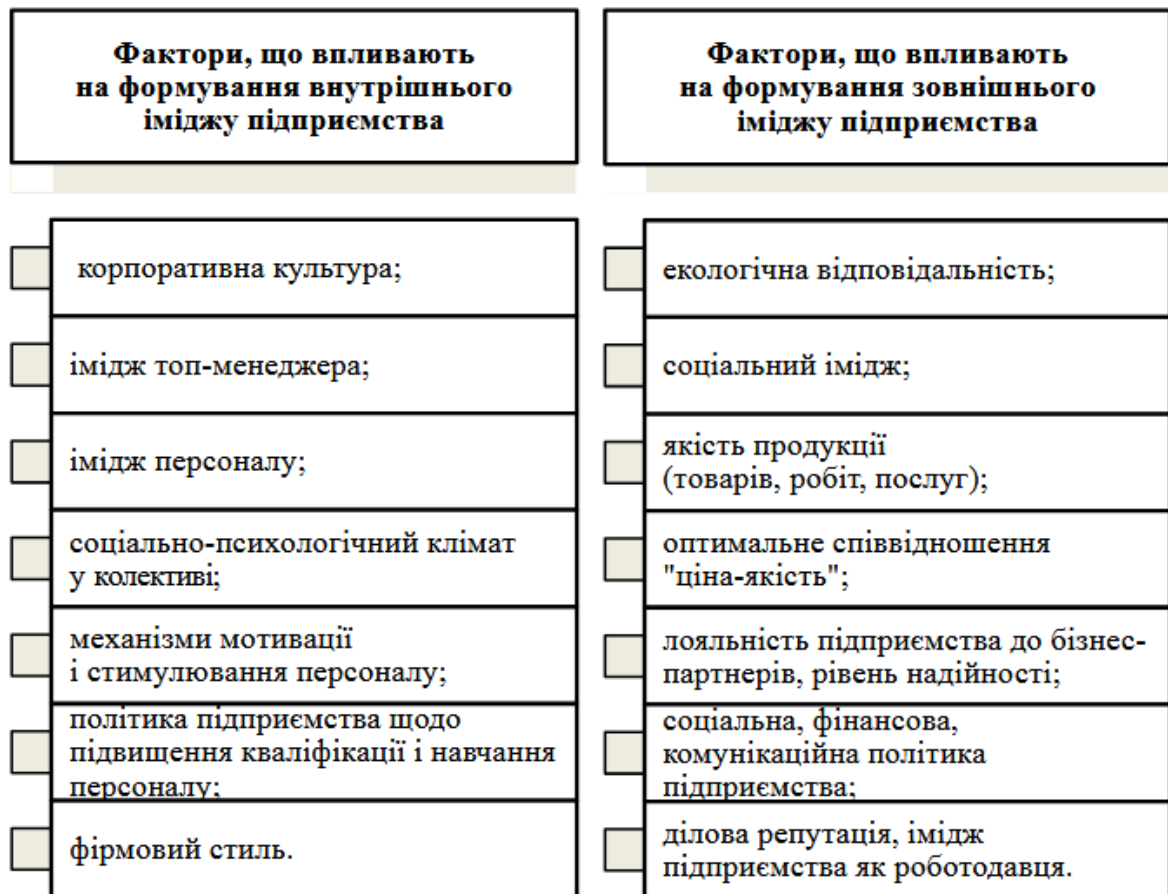 Фактори, що впливають
на формування внутрішнього
іміджу підприємства
корпоративна культура;
імідж топ-менеджера;
імідж персоналу;
соціально-психологічний клімат
у колективі;
механізми мотивації
і стимулювання персоналу;
політика підприємства щодо
підвищення кваліфікації і навчання
персоналу;
фірмовий стиль.
Фактори, що впливають
на формування зовнішнього
іміджу підприємства
екологічна відповідальність;
соціальний імідж;
якість продукції
(товарів, робіт, послуг);
оптимальне співвідношення
"ціна-якість";
лояльність підприємства до бізнес-
партнерів, рівень надійності;
соціальна, фінансова,
комунікаційна політика
підприємства;
ділова репутація, імідж
підприємства як роботодавця.